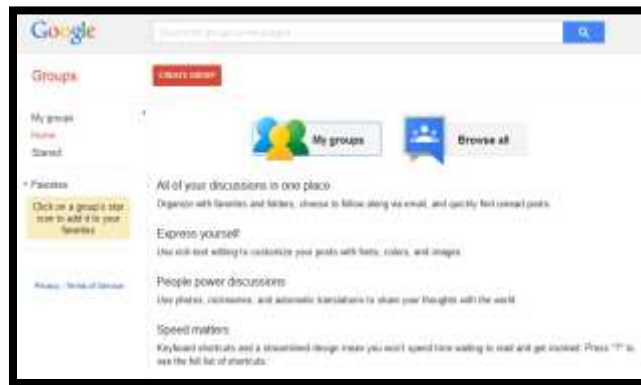 Google
Groups
CREATE GROUP
My groups
Home
Starred
My groups
Browse all
Favorites
Click on a group's star
icon to add it to your
favorites
Privacy - Terms of Service
All of your discussions in one place
Organize with favorites and folders, choose to follow along via email, and quickly find unread posts.
Express yourself
Use rich-text editing to customize your posts with fonts, colors, and images.
People power discussions
Use photos, nicknames, and automatic translations to share your thoughts with the world.
Speed matters
Keyboard shortcuts and a streamlined design mean you won't spend time waiting to read and get involved. Press "?" to
see the full list of shortcuts.